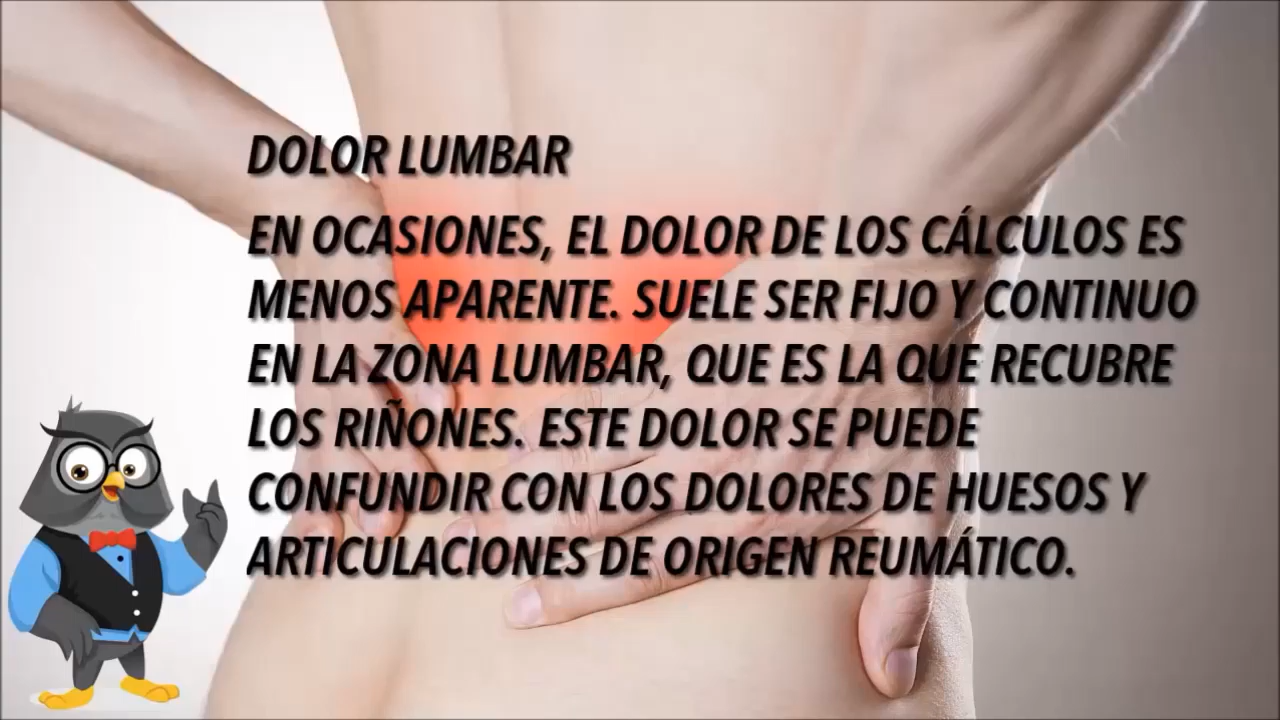 DOLOR LUMBAR
EN OCASIONES, EL DOLOR DE LOS CÁLCULOS ES
MENOS APARENTE. SUELE SER FIJO Y CONTINUO
EN LA ZONA LUMBAR, QUE ES LA QUE RECUBRE
LOS RIÑONES. ESTE DOLOR SE PUEDE
CONFUNDIR CON LOS DOLORES DE HUESOS Y
ARTICULACIONES DE ORIGEN REUMÁTICO.